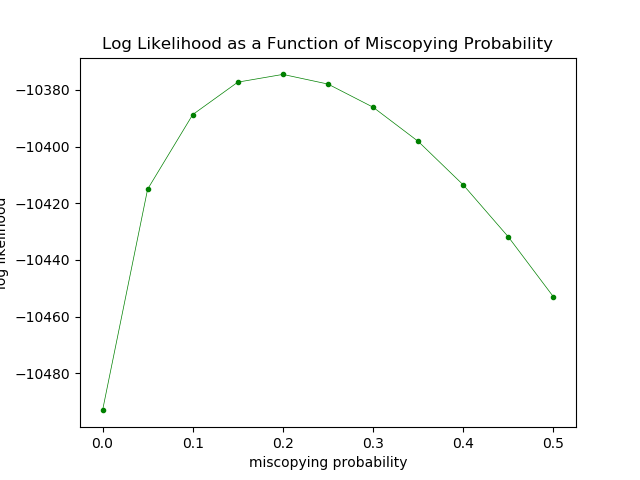 Log Likelihood as a Function of Miscopying Probability
−10380
−10400
−10420
−10440
−10460
−10480
log likelihood
0.0 0.1 0.2 0.3 0.4 0.5
miscopying probability